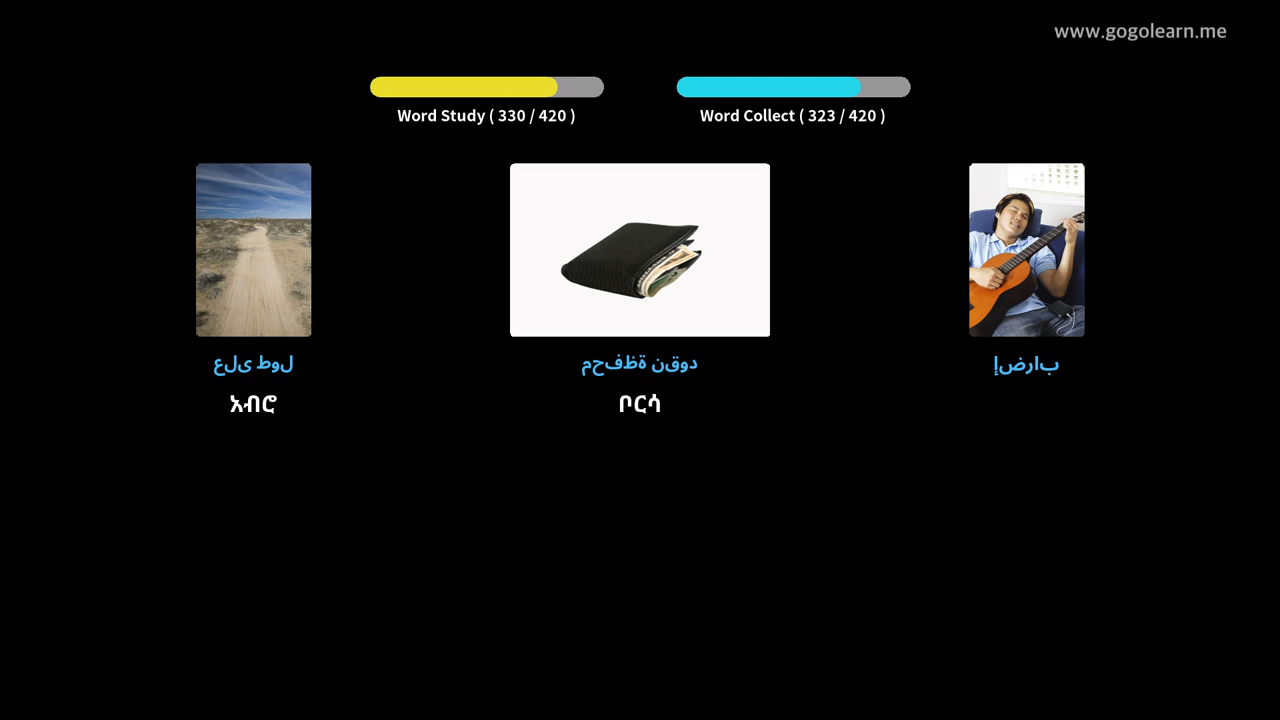 www.gogolearn.me
Word Study ( 330 / 420 )
Word Collect ( 323 / 420 )
على طول
محفظة نقود
إضراب
አብሮ
ቦርሳ